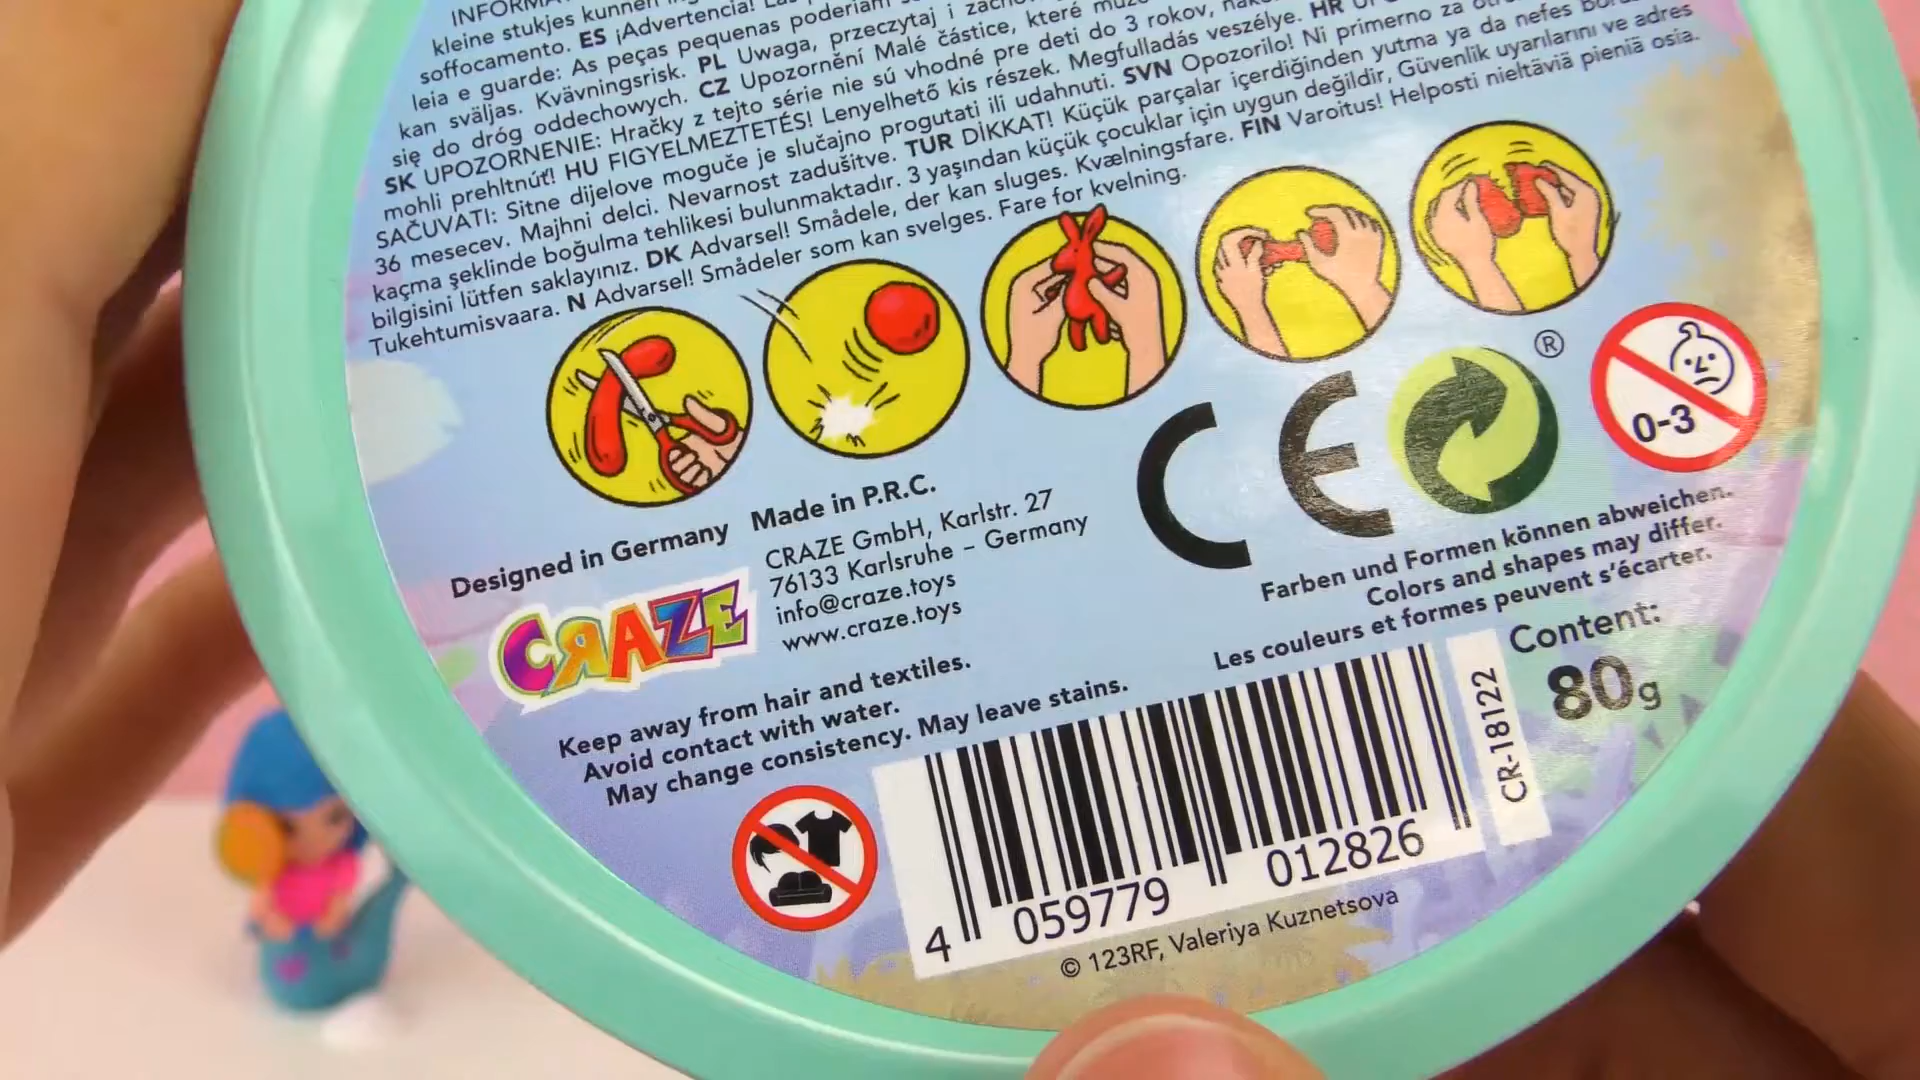 INFORMA
kleine stukjes kunnen
soffocamento. ES ¡Advertencia! Las
leia e guarde: As peças pequenas poderiam
kan sväljas. Kvävningsrisk. PL Uwaga, przeczytaj i
się do dróg oddechowych. CZ Upozornění Malé částice, které
SK UPOZORNENIE: Hračky z tejto série nie sú vhodné pre deti do 3 rokov,
mohli prehltnúť! HU FIGYELMEZTETÉS! Lenyelhető kis részek. Megfulladás veszélye. HR
SAČUVATI: Sitne dijelove moguče je slučajno progutati ili udahnuti. SVN Opozorilo! Ni primerno za
36 mesecev. Majhni delci. Nevarnost zadušitve. TUR DİKKAT! Küçük parçalar içerdiğinden yutma ya da nefes
kaçma şeklinde boğulma tehlikesi bulunmaktadır. 3 yaşından küçük çocuklar için uygun değildir, Güvenlik uyarılarını ve adres
bilgisini lütfen saklayınız. DK Advarsel! Smådele, der kan sluges. Kvælningsfare. FIN Varoitus! Helposti nieltäviä pieniä osia.
Tukehtumisvaara. N Advarsel! Smådeler som kan svelges. Fare for kvelning.
®
0-3
CE
Designed in Germany Made in P.R.C.
CRAZE
CRAZE GmbH, Karlstr. 27
76133 Karlsruhe – Germany
info@craze.toys
www.craze.toys
Farben und Formen können abweichen.
Colors and shapes may differ.
Les couleurs et formes peuvent s'écarter.
Keep away from hair and textiles.
Avoid contact with water.
May change consistency. May leave stains.
Content:
80g
CR-18122
4 059779 012826
© 123RF, Valeriya Kuznetsova